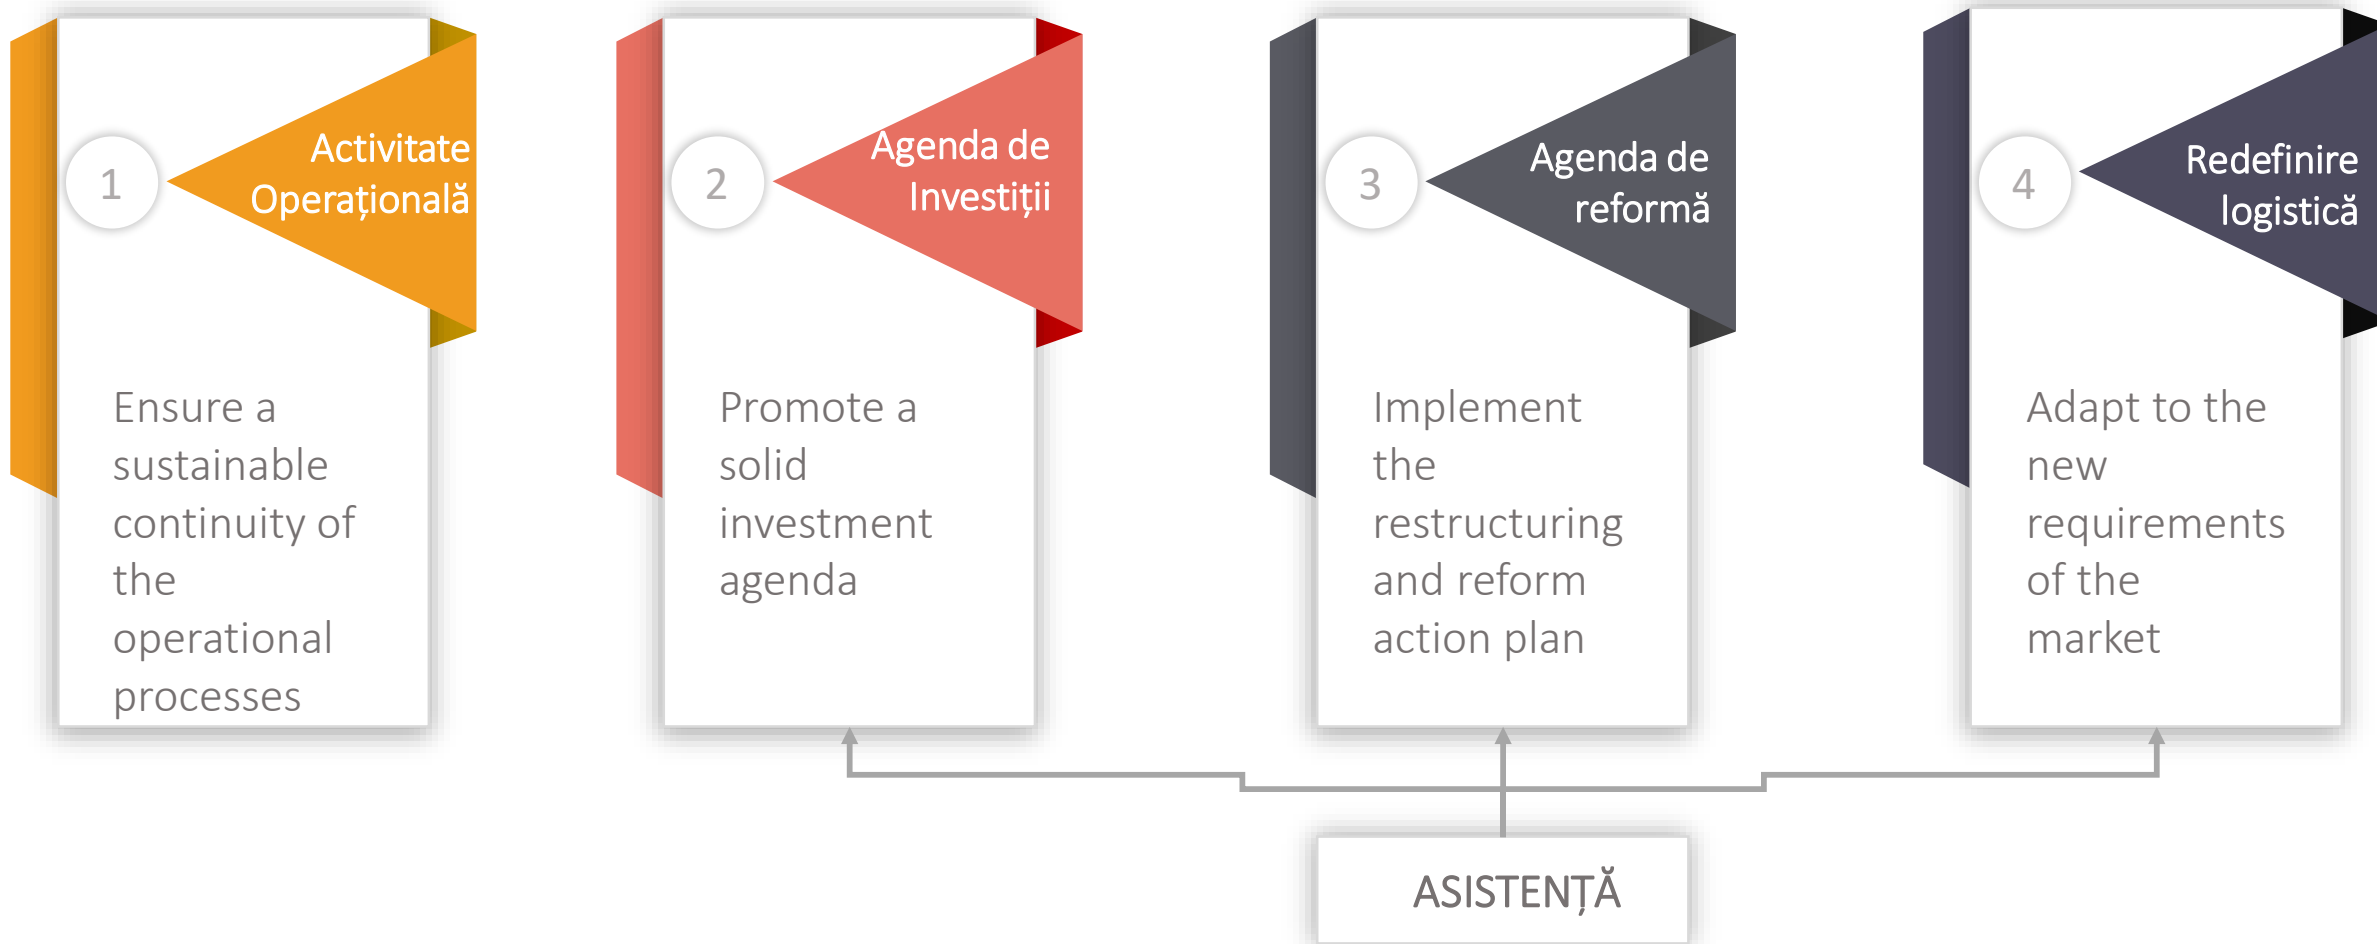 1
Activitate
Operațională
Ensure a
sustainable
continuity of
the
operational
processes
2
Agenda de
Investiții
Promote a
solid
investment
agenda
3
Agenda de
reformă
Implement
the
restructuring
and reform
action plan
4
Redefinire
logistică
Adapt to the
new
requirements
of the
market
ASISTENȚĂ